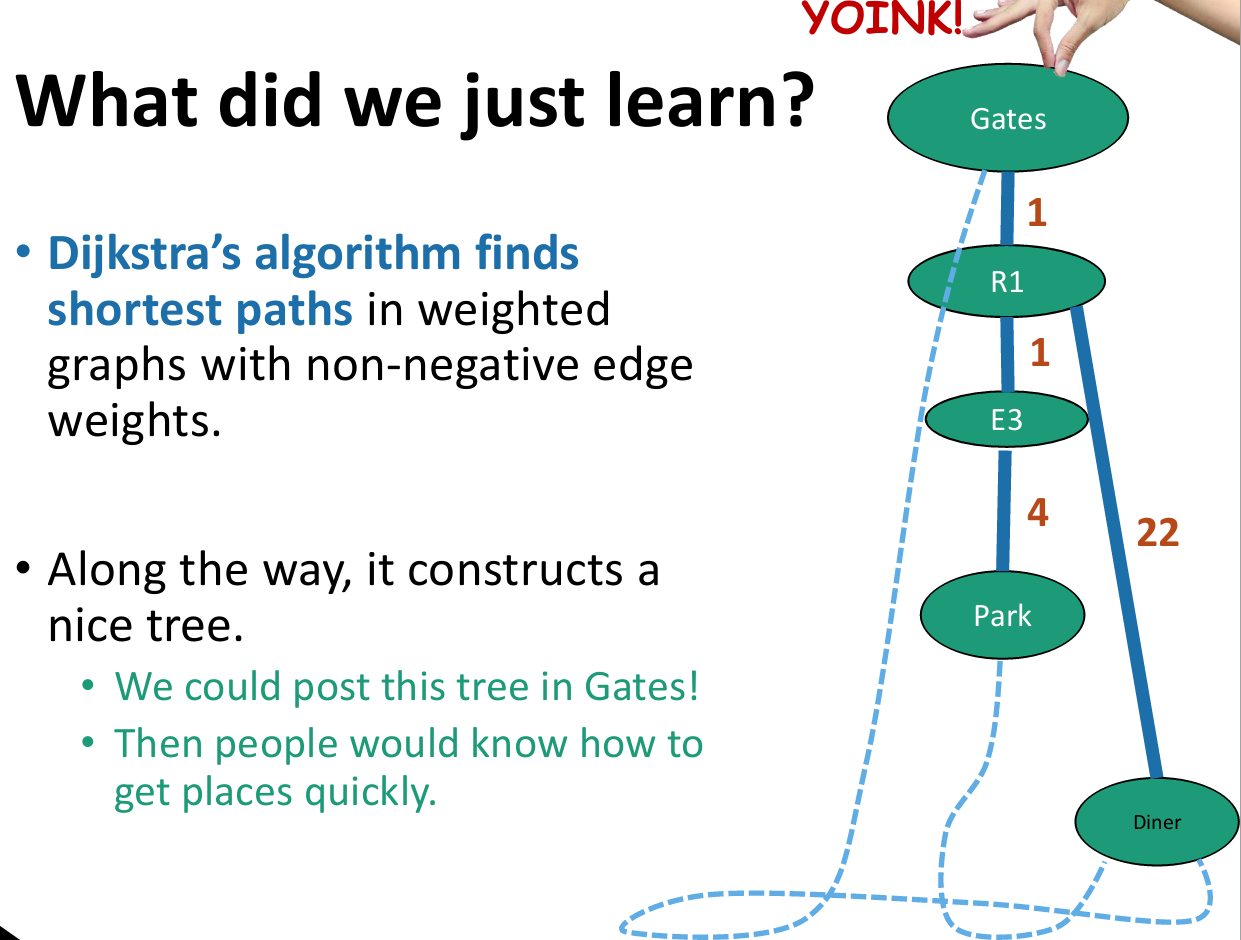 YOINK!
What did we just learn?
• Dijkstra’s algorithm finds
shortest paths in weighted
graphs with non-negative edge
weights.
• Along the way, it constructs a
nice tree.
• We could post this tree in Gates!
• Then people would know how to
get places quickly.
Gates
1
R1
1
E3
4
22
Park
Diner